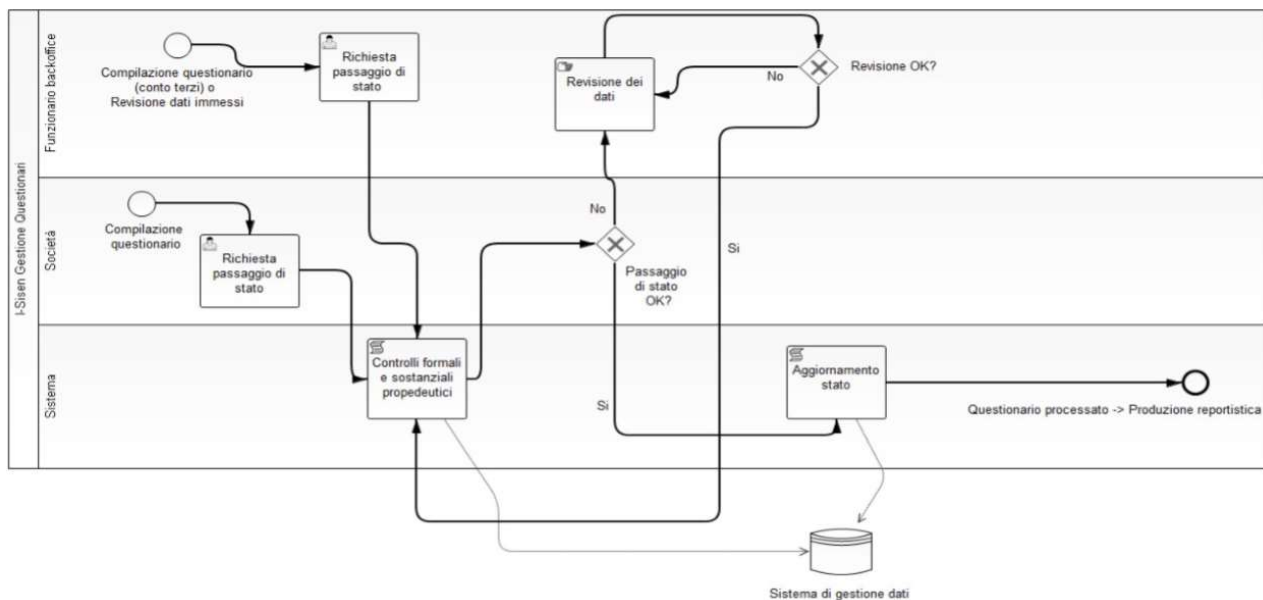 I-Sisen Gestione Questionari
Funzionario backoffice
Compilazione questionario
(conto terzi) o
Revisione dati immessi
Richiesta
passaggio di
stato
Revisione dei
dati
No
Revisione OK?
Società
Compilazione
questionario
Richiesta
passaggio di
stato
No
Passaggio
di stato
OK?
Si
Sistema
Controlli formali
e sostanziali
propedeutici
Si
Aggiornamento
stato
Questionario processato -> Produzione reportistica
Sistema di gestione dati